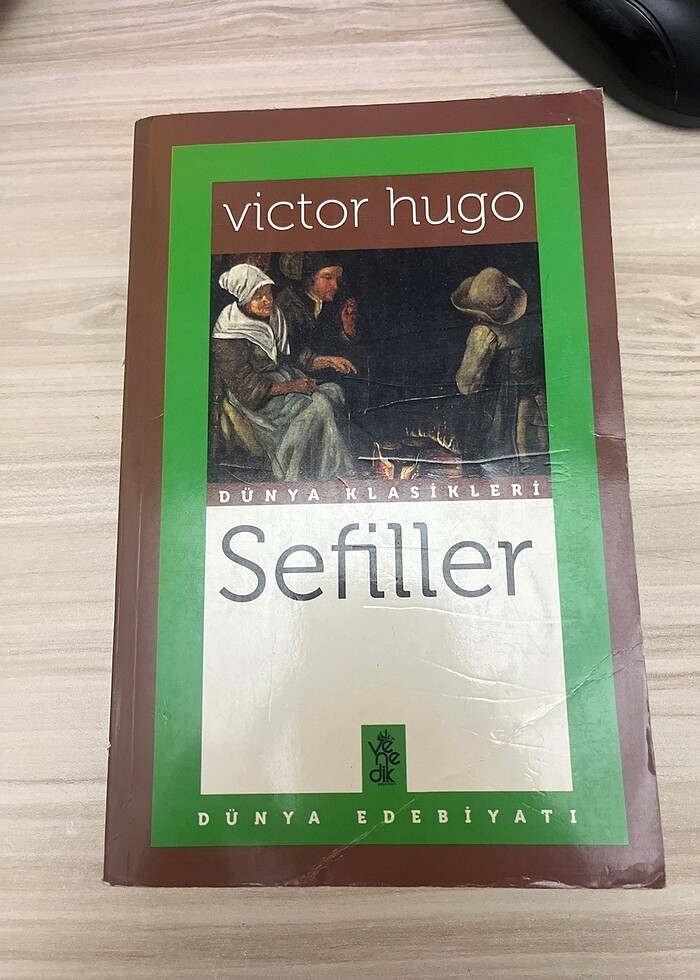 victor hugo
DÜNYA KLASİKLERİ
Sefiller
ve
ne
dik
DÜNYA EDEBİYATI